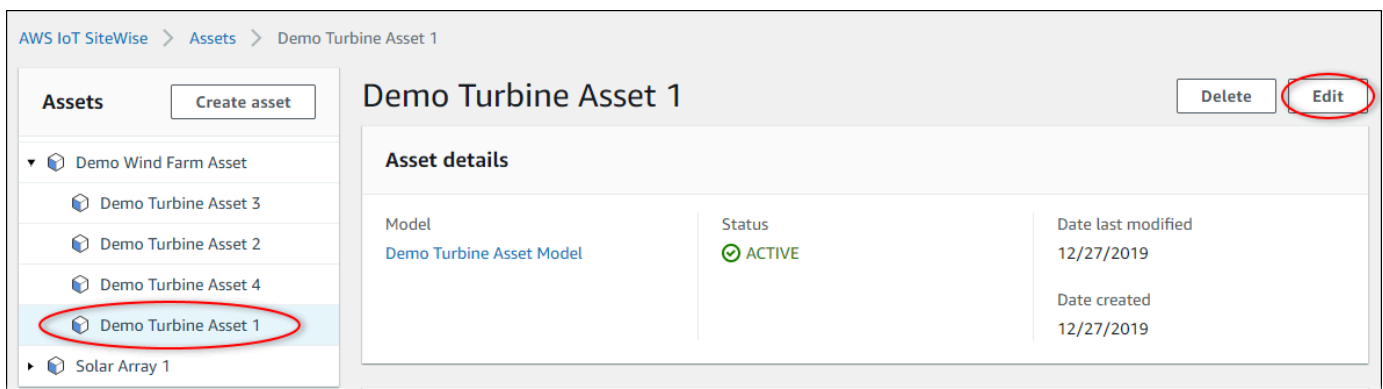 AWS IoT SiteWise > Assets > Demo Turbine Asset 1
Assets
Create asset
Demo Wind Farm Asset
Demo Turbine Asset 3
Demo Turbine Asset 2
Demo Turbine Asset 4
Demo Turbine Asset 1
Solar Array 1
Demo Turbine Asset 1
Delete
Edit
Asset details
Model
Demo Turbine Asset Model
Status
ACTIVE
Date last modified
12/27/2019
Date created
12/27/2019